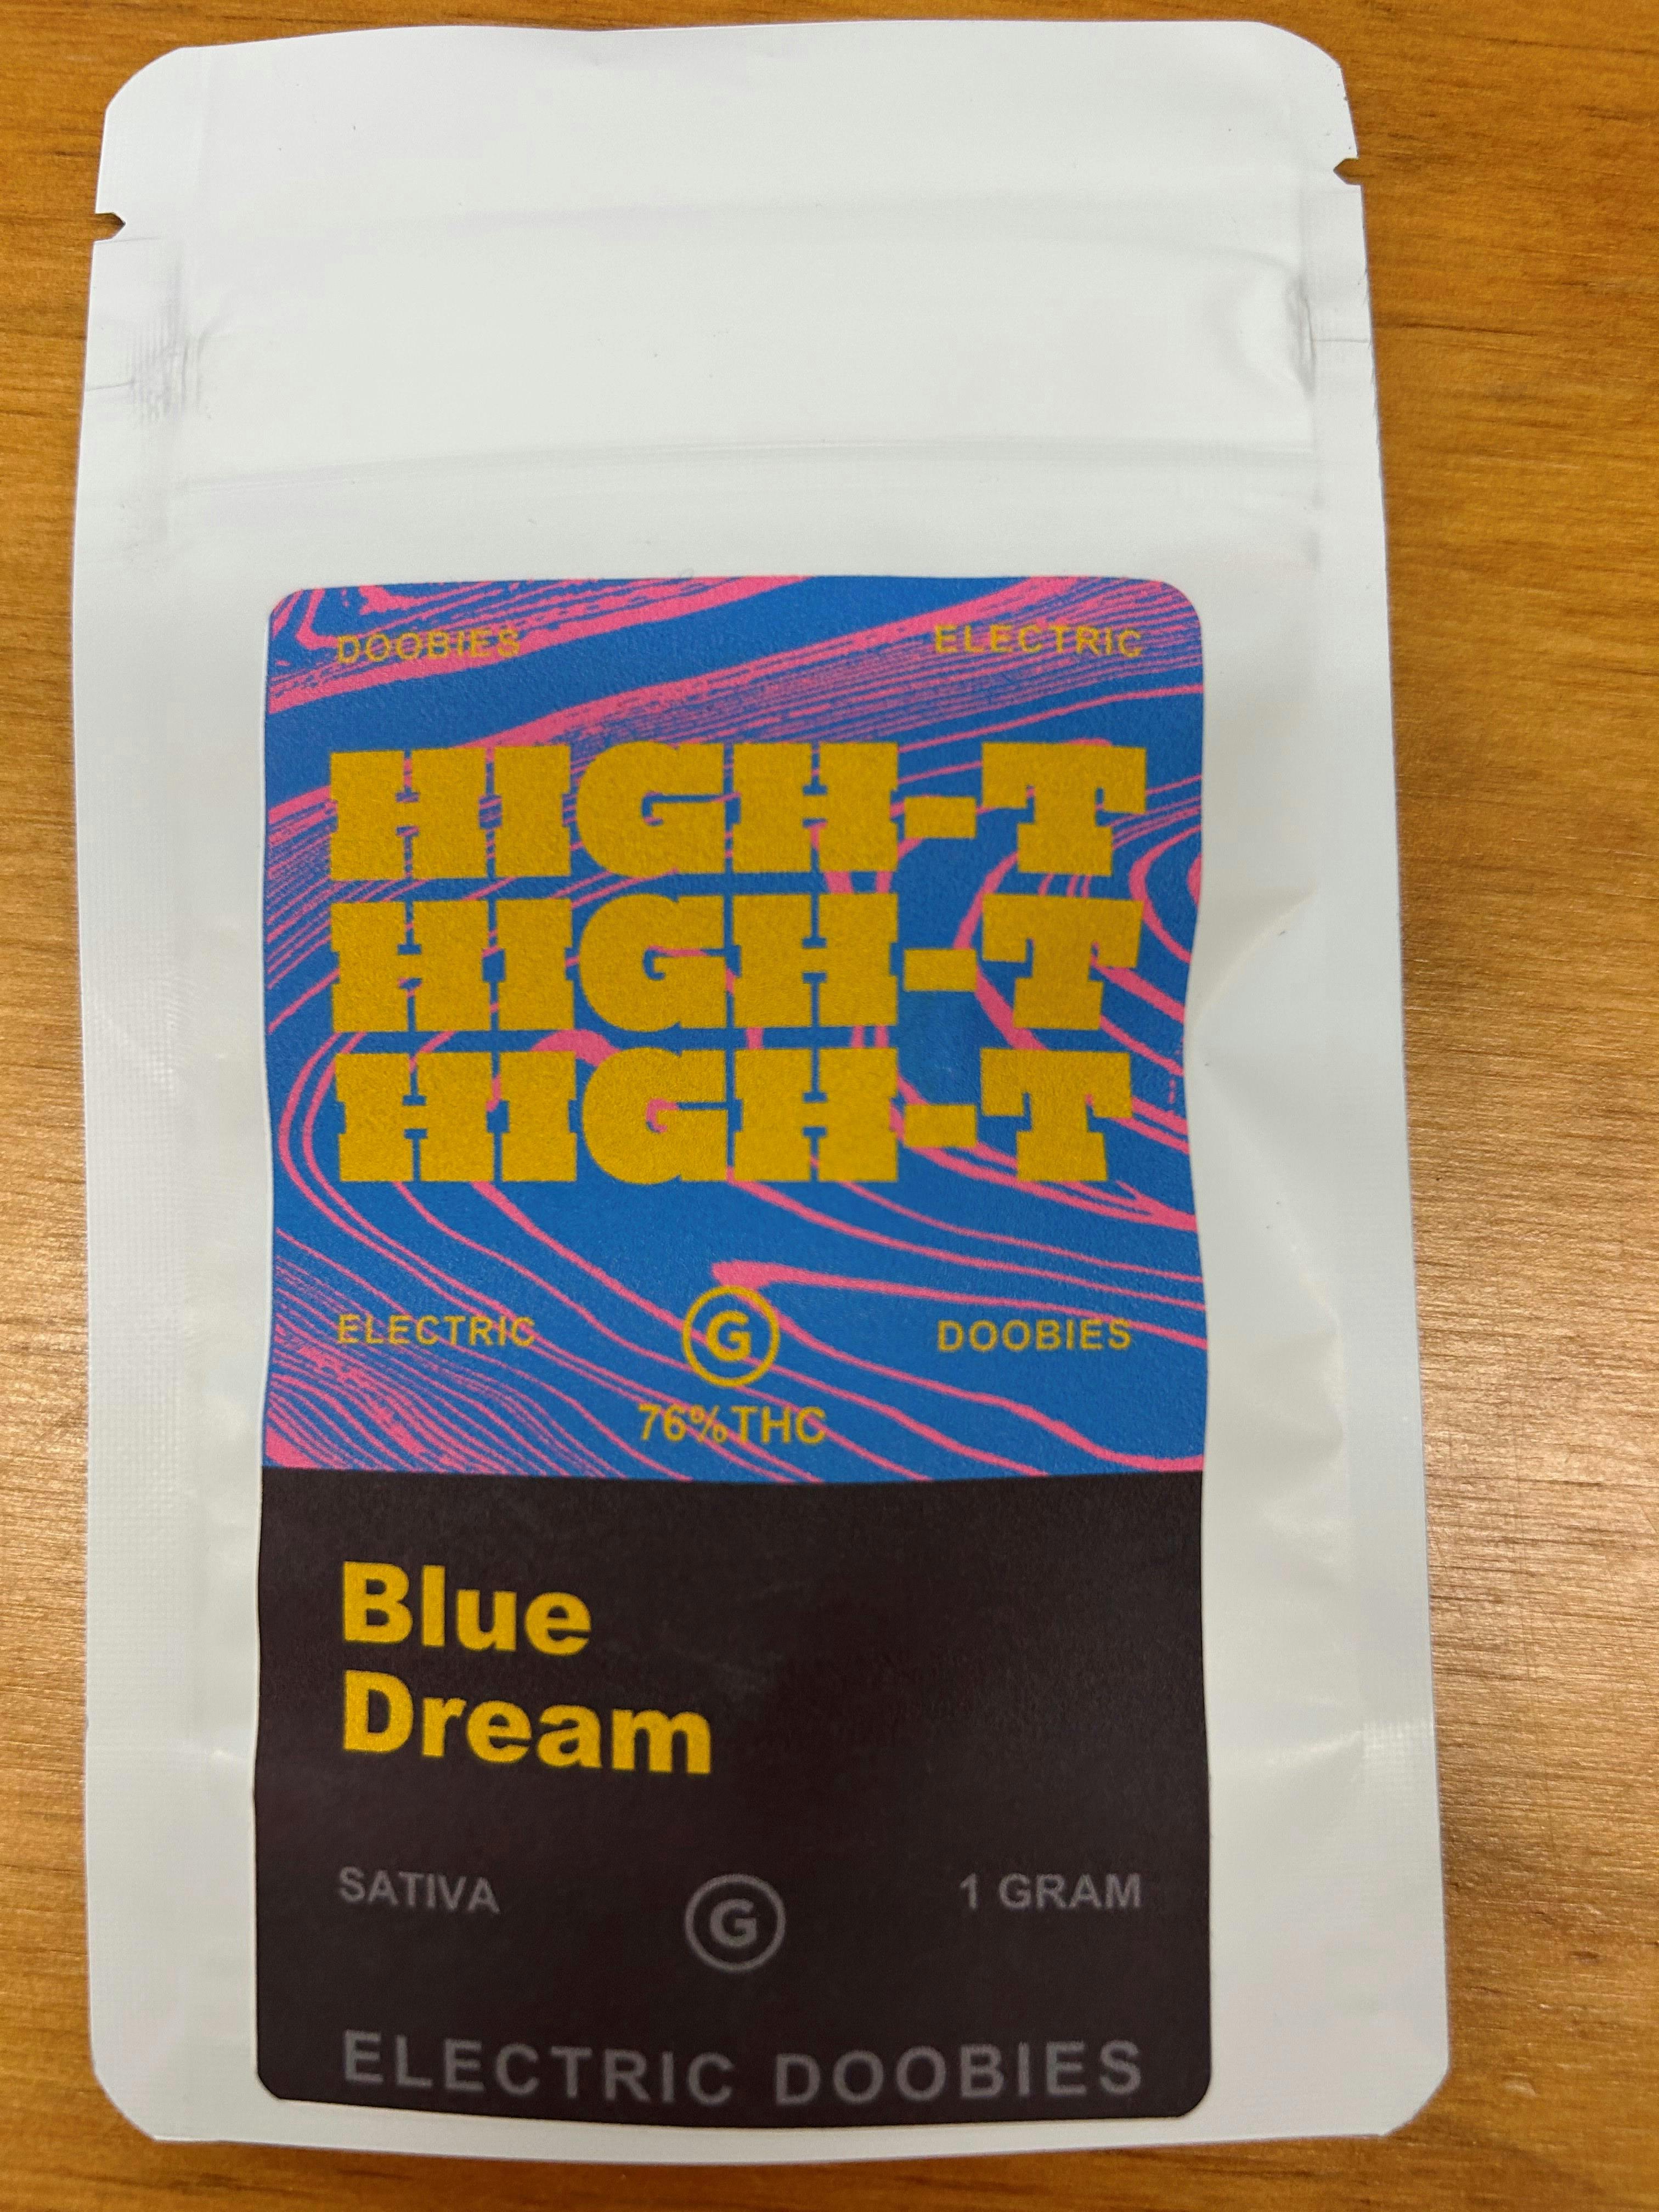 DOOBIES ELECTRIC
HIGH-T
HIGH-T
HIGH-T
ELECTRIC G DOOBIES
76%THC
Blue
Dream
SATIVA G 1 GRAM
ELECTRIC DOOBIES